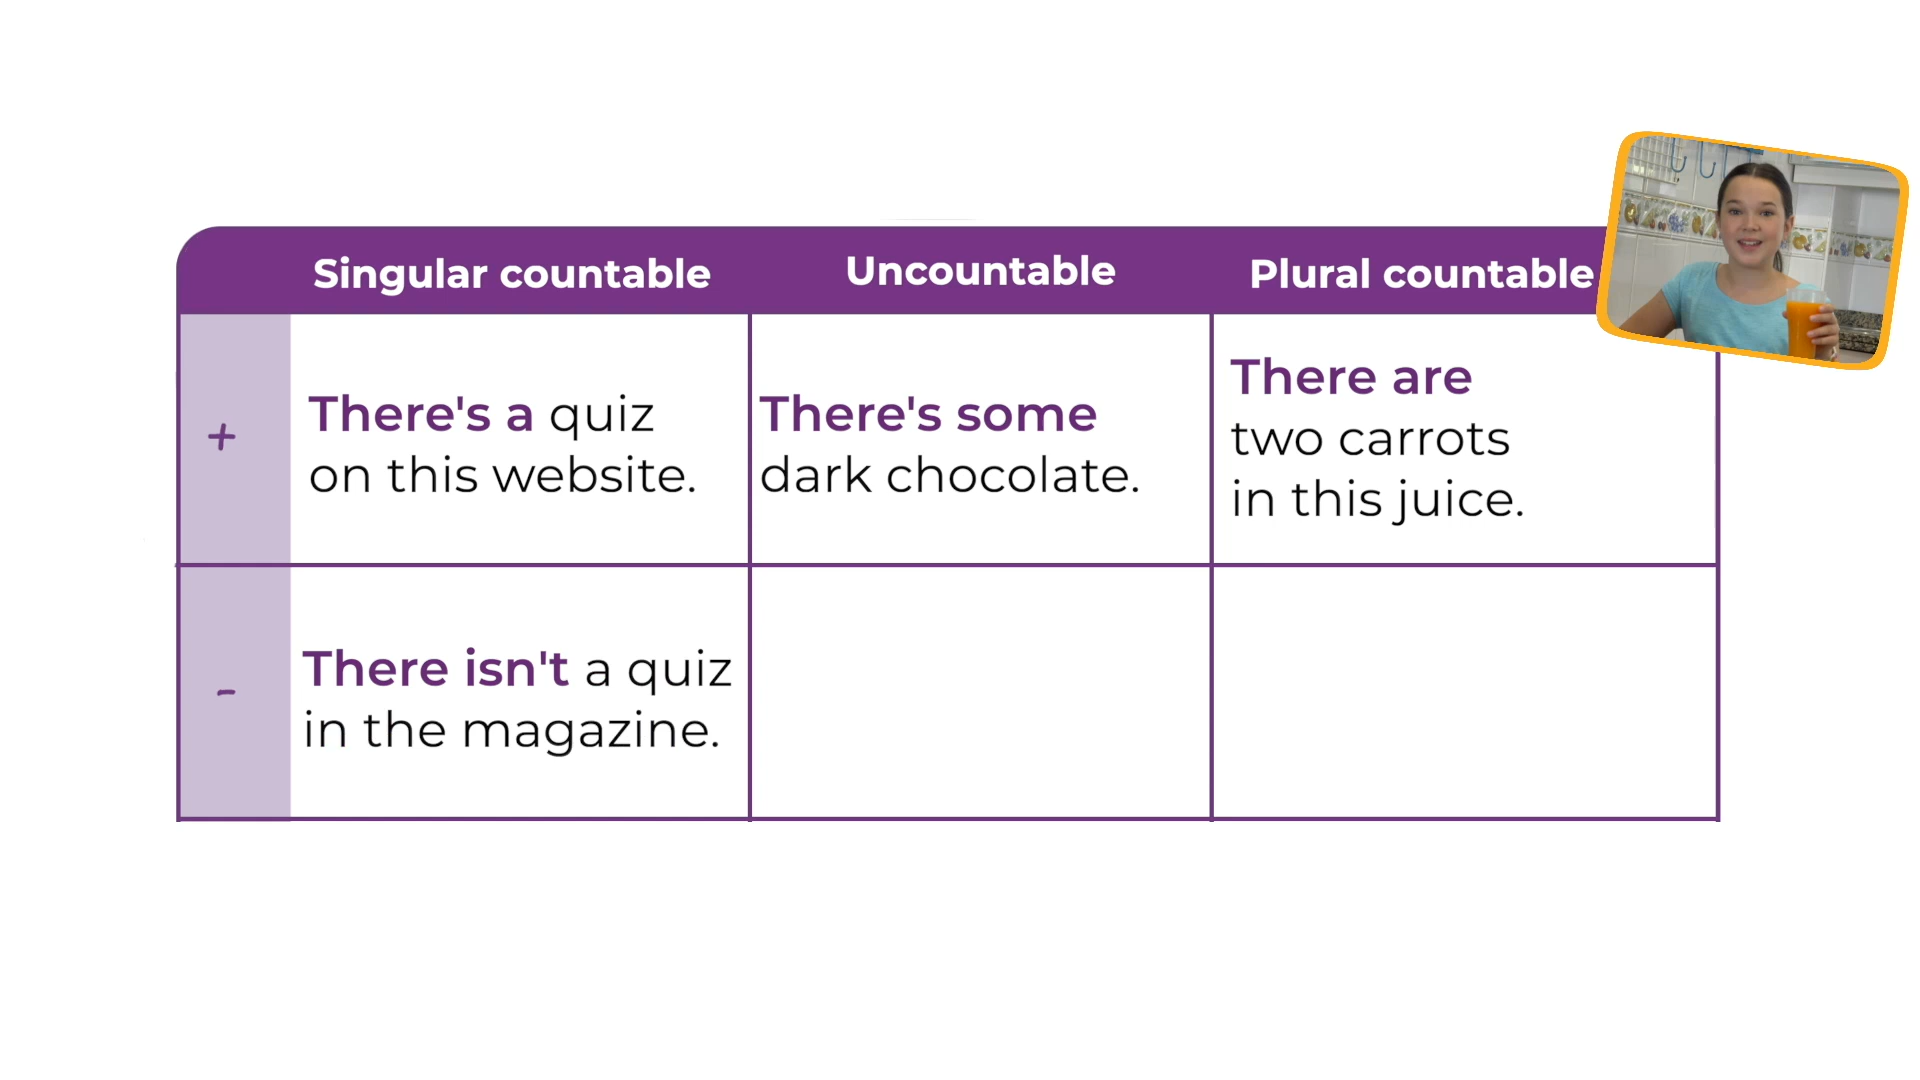 Singular countable
Uncountable
Plural countable
+
There's a quiz
on this website.
There's some
dark chocolate.
There are
two carrots
in this juice.
-
There isn't a quiz
in the magazine.